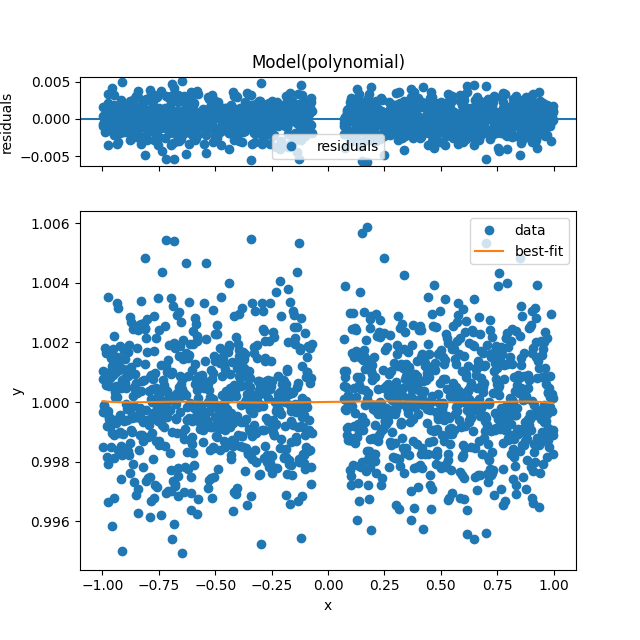 Model(polynomial)
0.005
0.000
−0.005
residuals
residuals
1.006
1.004
1.002
1.000
0.998
0.996
y
data
best-fit
−1.00 −0.75 −0.50 −0.25 0.00 0.25 0.50 0.75 1.00
x